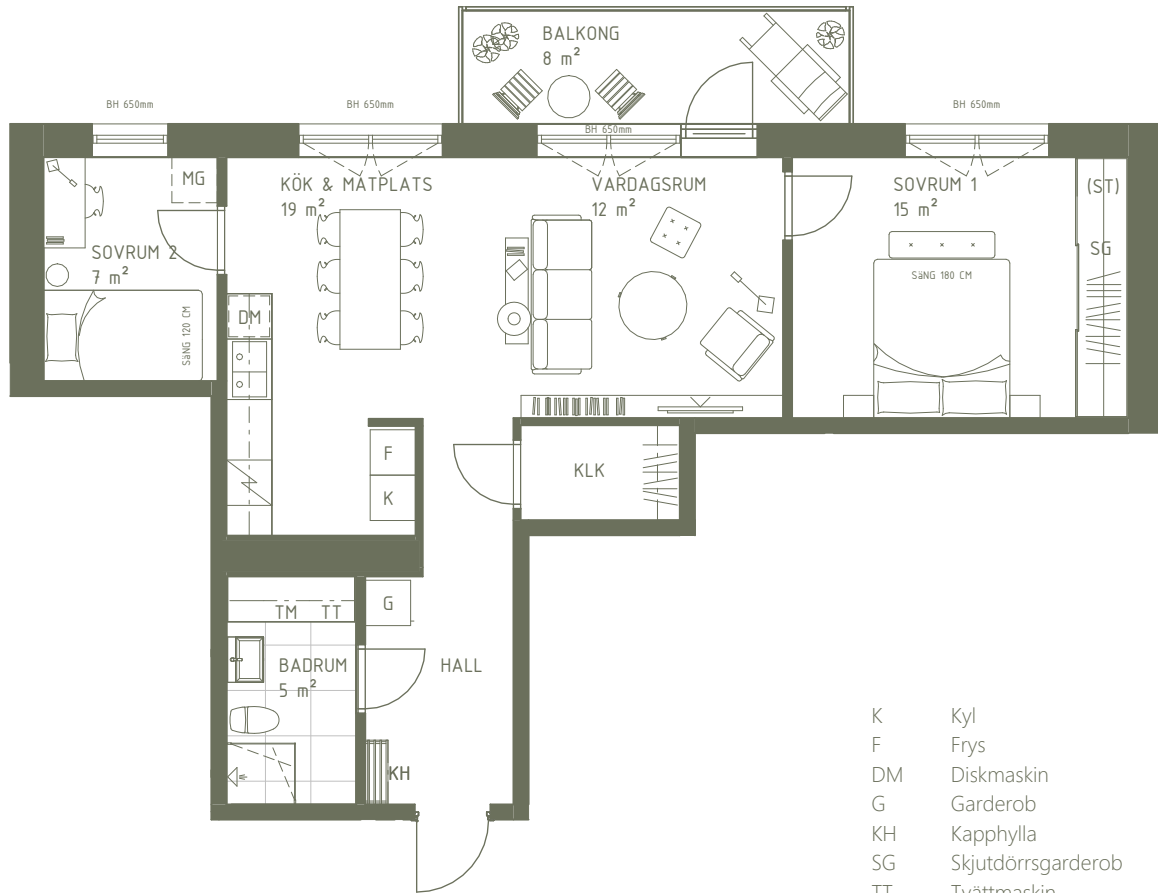 BALKONG
8 m²
BH 650mm
BH 650mm
BH 650mm
BH 650mm
MG
KÖK & MATPLATS
19 m²
VARDAGSRUM
12 m²
SOVRUM 1
15 m²
(ST)
SOVRUM 2
7 m²
SG
SäNG 180 CM
SäNG 120 CM
DM
F
K
KLK
G
TM TT
BADRUM
5 m²
HALL
KH
K Kyl
F Frys
DM Diskmaskin
G Garderob
KH Kapphylla
SG Skjutdörrsgarderob
TT Tvättmaskin